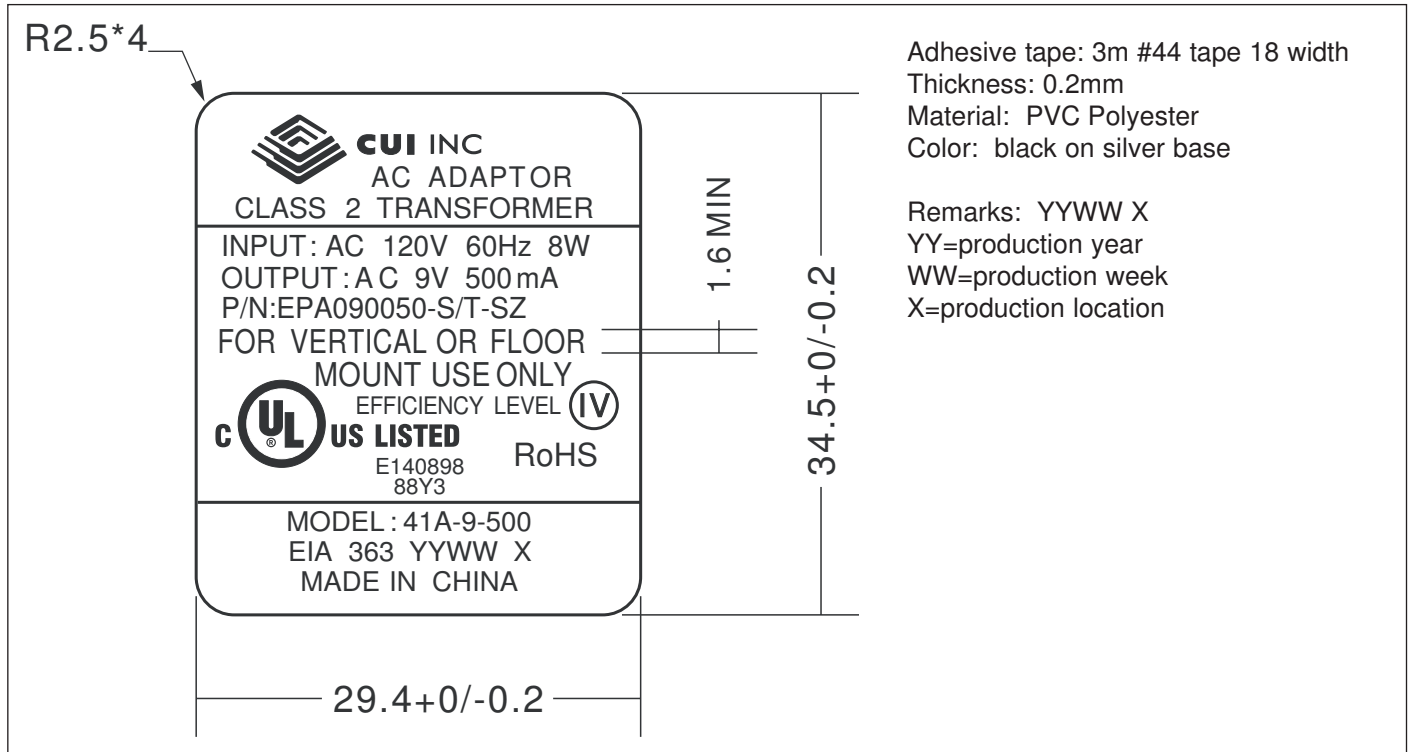 R2.5*4
CUI INC
AC ADAPTOR
CLASS 2 TRANSFORMER
INPUT: AC 120V 60Hz 8W
OUTPUT: AC 9V 500mA
P/N:EPA090050-S/T-SZ
FOR VERTICAL OR FLOOR
MOUNT USE ONLY
EFFICIENCY LEVEL IV
C UL ® US LISTED
RoHS
E140898
88Y3
MODEL: 41A-9-500
EIA 363 YYWW X
MADE IN CHINA
1.6 MIN
34.5+0/-0.2
29.4+0/-0.2
Adhesive tape: 3m #44 tape 18 width
Thickness: 0.2mm
Material: PVC Polyester
Color: black on silver base
Remarks: YYWW X
YY=production year
WW=production week
X=production location